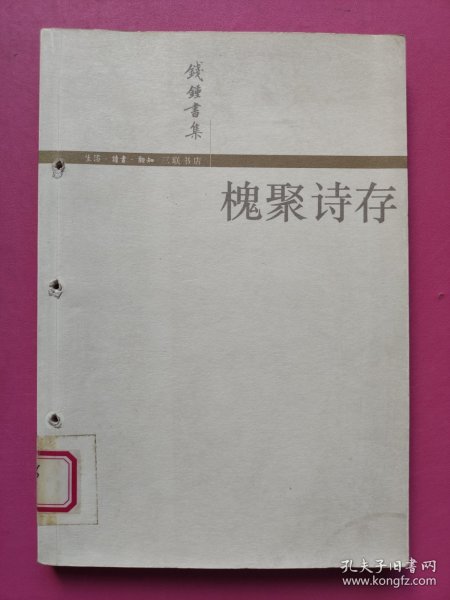 錢鍾書集
生活·讀書·新知 三联书店
槐聚诗存
孔夫子旧书网
www.kongfz.com